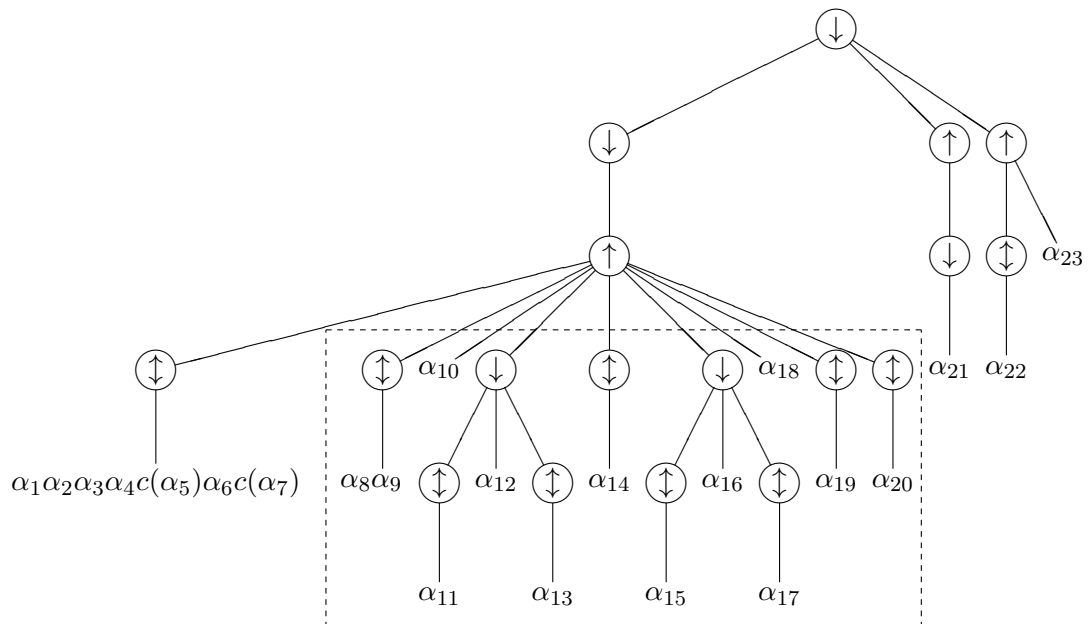 ↓
↓ ↑ ↑
↑ ↓ ↕ α₂₃
↕ ↕ α₁₀ ↓ ↕ ↓ α₁₈ ↕ ↕ α₂₁ α₂₂
α₁α₂α₃α₄c(α₅)α₆c(α₇) α₈α₉ ↕ α₁₂ ↕ α₁₄ ↕ α₁₆ ↕ α₁₉ α₂₀
α₁₁ α₁₃ α₁₅ α₁₇